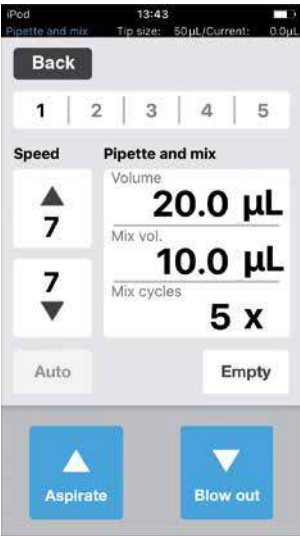 iPod 13:43
Pipette and mix Tip size: 50µL/Current: 0.0µL
Back
1 2 3 4 5
Speed Pipette and mix
Volume
20.0 µL
7
Mix vol.
10.0 µL
7
Mix cycles
5 x
Auto Empty
Aspirate Blow out